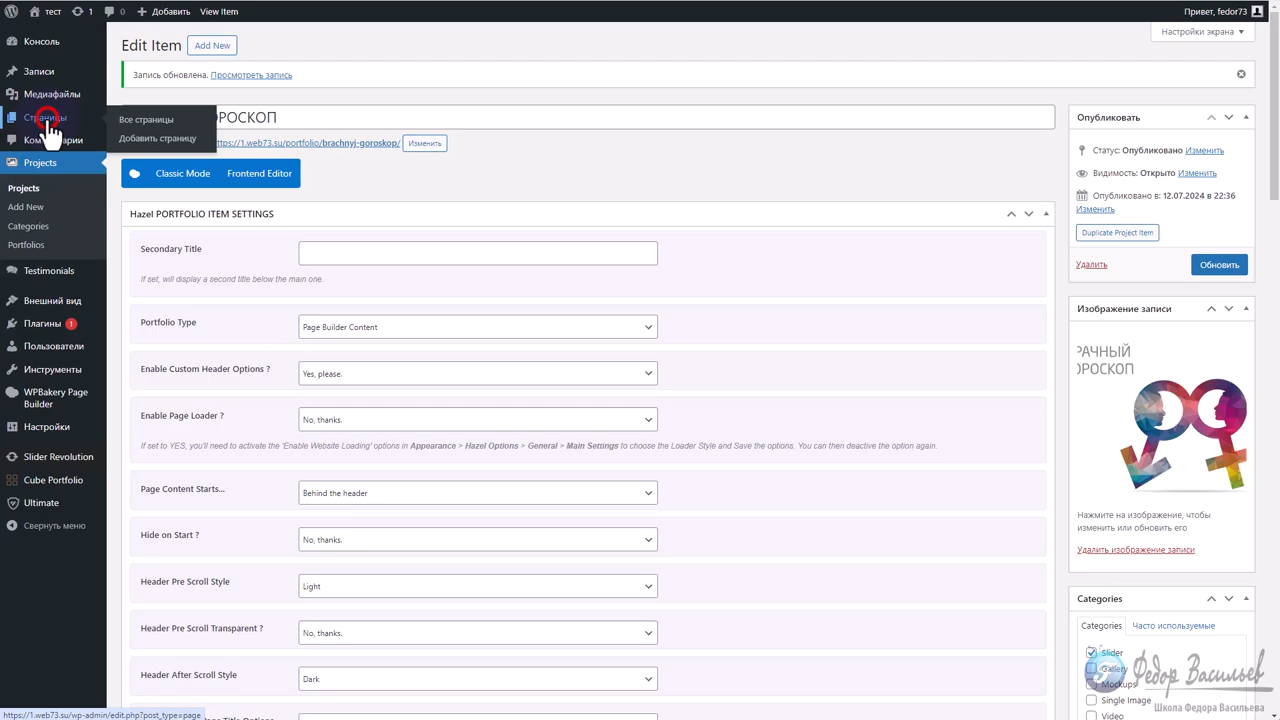 тест
1
0
Добавить
View Item
Привет, fedor73
Консоль
Записи
Медиафайлы
Страницы
Все страницы
Добавить страницу
Projects
Projects
Add New
Categories
Portfolios
Testimonials
Внешний вид
Плагины 1
Пользователи
Инструменты
WPBakery Page
Builder
Настройки
Slider Revolution
Cube Portfolio
Ultimate
Свернуть меню
Edit Item
Add New
Настройки экрана
Запись обновлена. Просмотреть запись
ОРОСКОП
https://1.web73.su/portfolio/brachnyj-goroskop/
Изменить
Classic Mode
Frontend Editor
Hazel PORTFOLIO ITEM SETTINGS
Secondary Title
If set, will display a second title below the main one.
Portfolio Type
Page Builder Content
Enable Custom Header Options ?
Yes, please.
Enable Page Loader ?
No, thanks.
If set to YES, you'll need to activate the 'Enable Website Loading' options in Appearance > Hazel Options > General > Main Settings to choose the Loader Style and Save the options. You can then deactive the option again.
Page Content Starts...
Behind the header
Hide on Start ?
No, thanks.
Header Pre Scroll Style
Light
Header Pre Scroll Transparent ?
No, thanks.
Header After Scroll Style
Dark
Опубликовать
Статус: Опубликовано Изменить
Видимость: Открыто Изменить
Опубликовано в: 12.07.2024 в 22:36
Изменить
Duplicate Project Item
Удалить
Обновить
Изображение записи
РАЧНЫЙ
ОРОСКОП
Нажмите на изображение, чтобы
изменить или обновить его
Удалить изображение записи
Categories
Categories
Часто используемые
Slider
Gallery
Mockups
Single Image
Video
Федор Васильев
Школа Федора Васильева
https://1.web73.su/wp-admin/edit.php?post_type=page